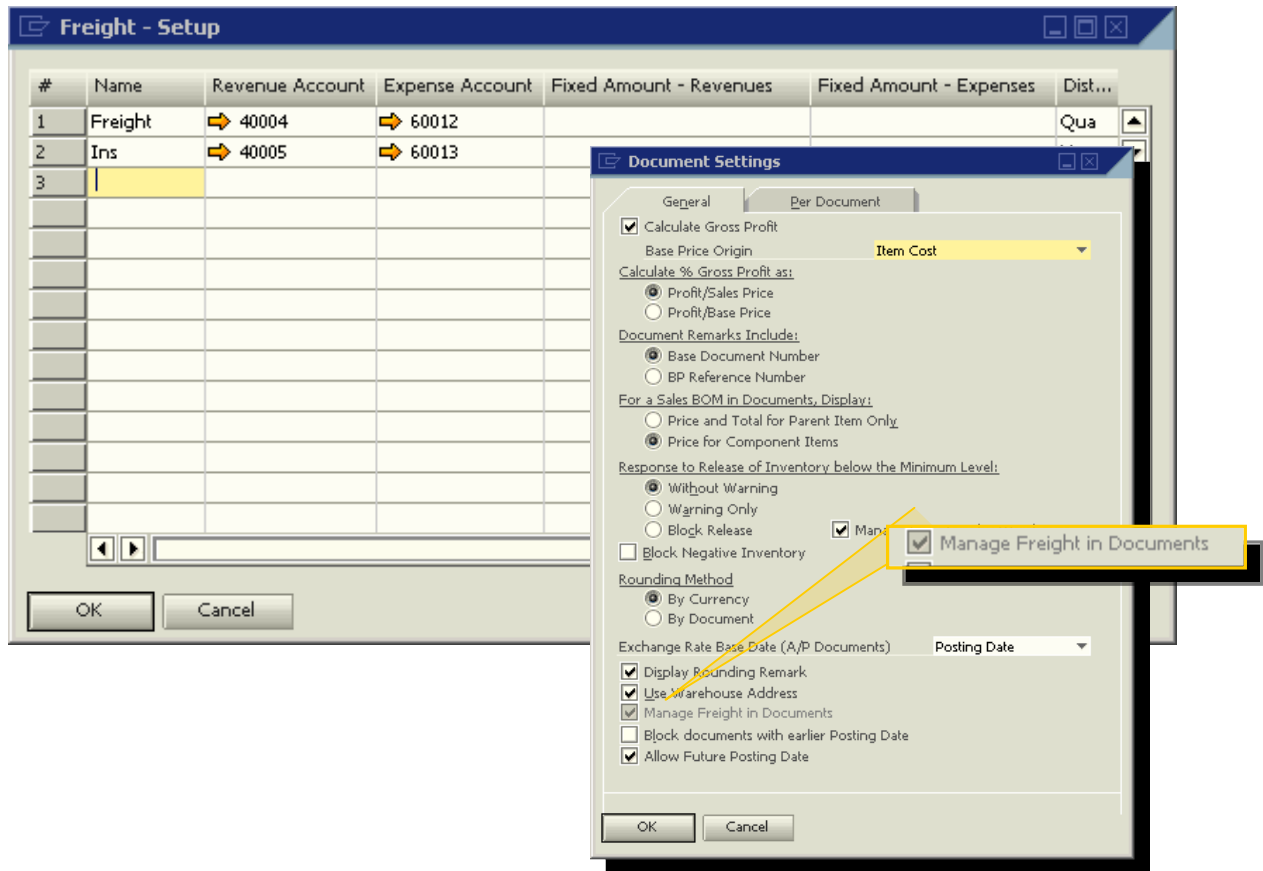 Freight - Setup
# Name Revenue Account Expense Account Fixed Amount - Revenues Fixed Amount - Expenses Dist...
1 Freight 40004 60012 Qua
2 Ins 40005 60013
3
OK Cancel
Document Settings
General Per Document
Calculate Gross Profit
Base Price Origin Item Cost
Calculate % Gross Profit as:
Profit/Sales Price
Profit/Base Price
Document Remarks Include:
Base Document Number
BP Reference Number
For a Sales BOM in Documents, Display:
Price and Total for Parent Item Only
Price for Component Items
Response to Release of Inventory below the Minimum Level:
Without Warning
Warning Only
Block Release
Manage Freight in Documents
Block Negative Inventory
Rounding Method
By Currency
By Document
Exchange Rate Base Date (A/P Documents) Posting Date
Display Rounding Remark
Use Warehouse Address
Manage Freight in Documents
Block documents with earlier Posting Date
Allow Future Posting Date
OK Cancel